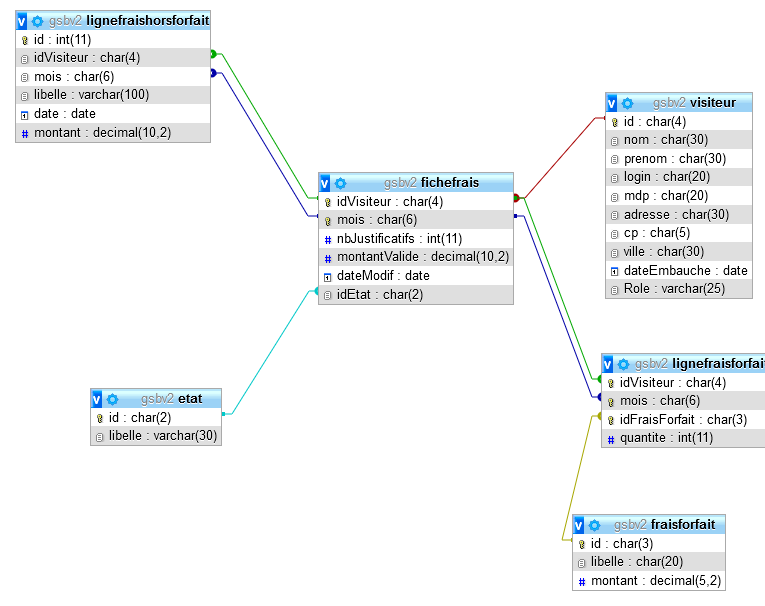 gsbv2 lignefraishorsforfait
id : int(11)
idVisiteur : char(4)
mois : char(6)
libelle : varchar(100)
date : date
montant : decimal(10,2)
gsbv2 visiteur
id : char(4)
nom : char(30)
prenom : char(30)
login : char(20)
mdp : char(20)
adresse : char(30)
cp : char(5)
ville : char(30)
dateEmbauche : date
Role : varchar(25)
gsbv2 fichefrais
idVisiteur : char(4)
mois : char(6)
nbJustificatifs : int(11)
montantValide : decimal(10,2)
dateModif : date
idEtat : char(2)
gsbv2 etat
id : char(2)
libelle : varchar(30)
gsbv2 lignefraisforfait
idVisiteur : char(4)
mois : char(6)
idFraisForfait : char(3)
quantite : int(11)
gsbv2 fraisforfait
id : char(3)
libelle : char(20)
montant : decimal(5,2)